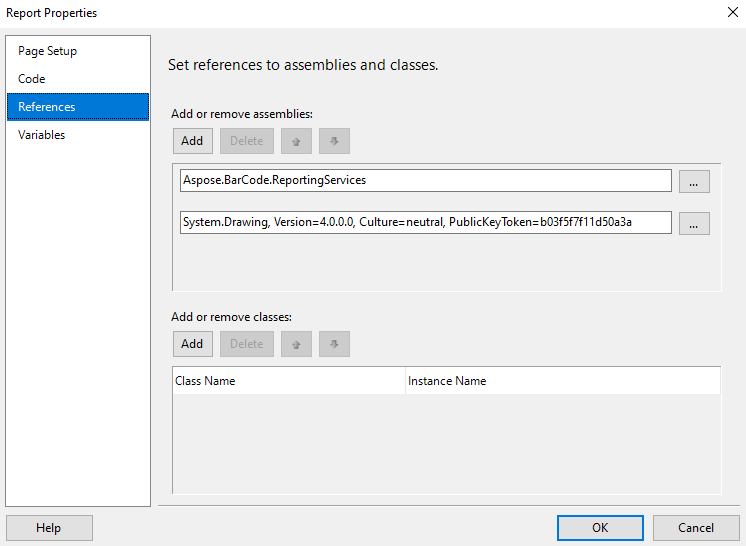 Report Properties
Page Setup
Code
References
Variables
Set references to assemblies and classes.
Add or remove assemblies:
Add
Delete
Aspose.BarCode.ReportingServices
...
System.Drawing, Version=4.0.0.0, Culture=neutral, PublicKeyToken=b03f5f7f11d50a3a
...
Add or remove classes:
Add
Delete
Class Name
Instance Name
Help
OK
Cancel